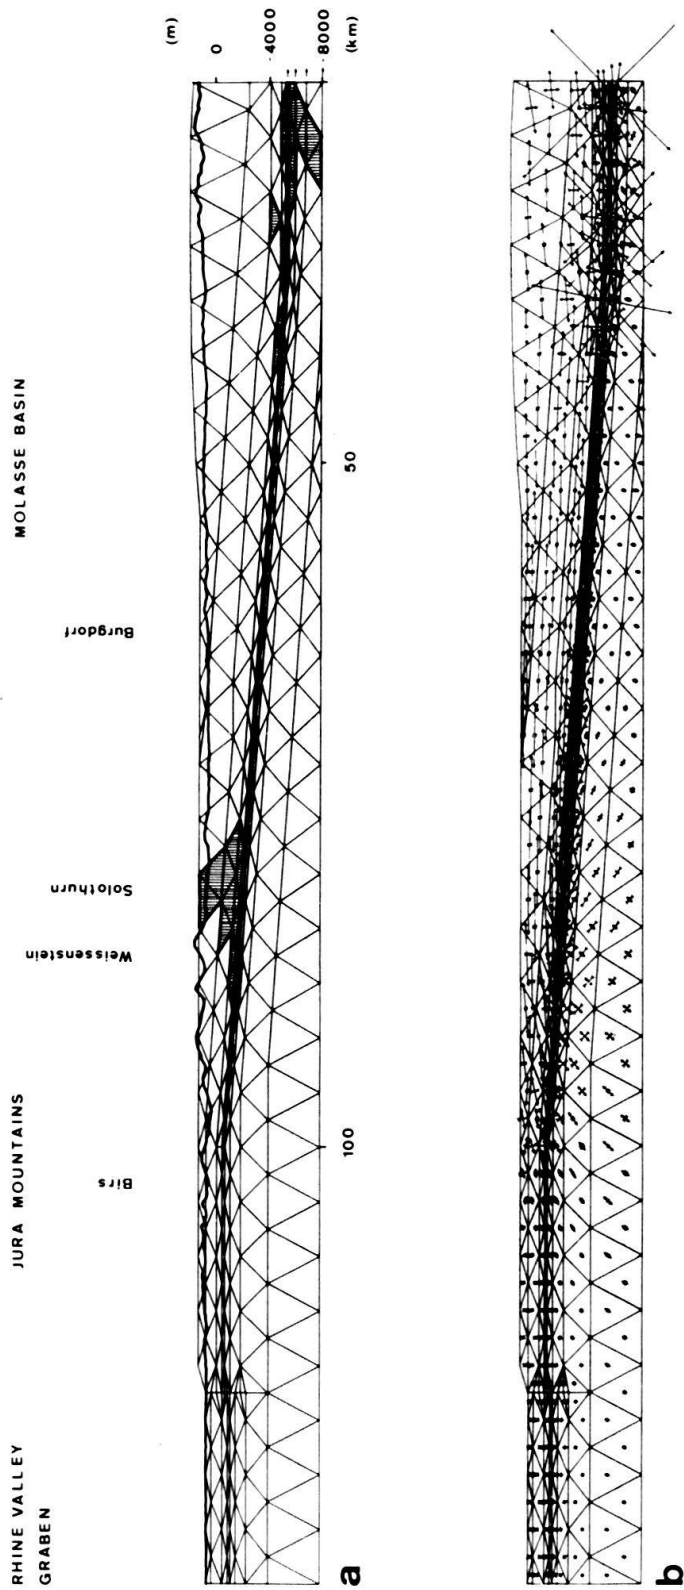 RHINE VALLEY
GRABEN
JURA MOUNTAINS
MOLASSE BASIN
Birs
Weissenstein
Solothurn
Burgdorf
(m)
0
4000
8000
(km)
50
100
a
b